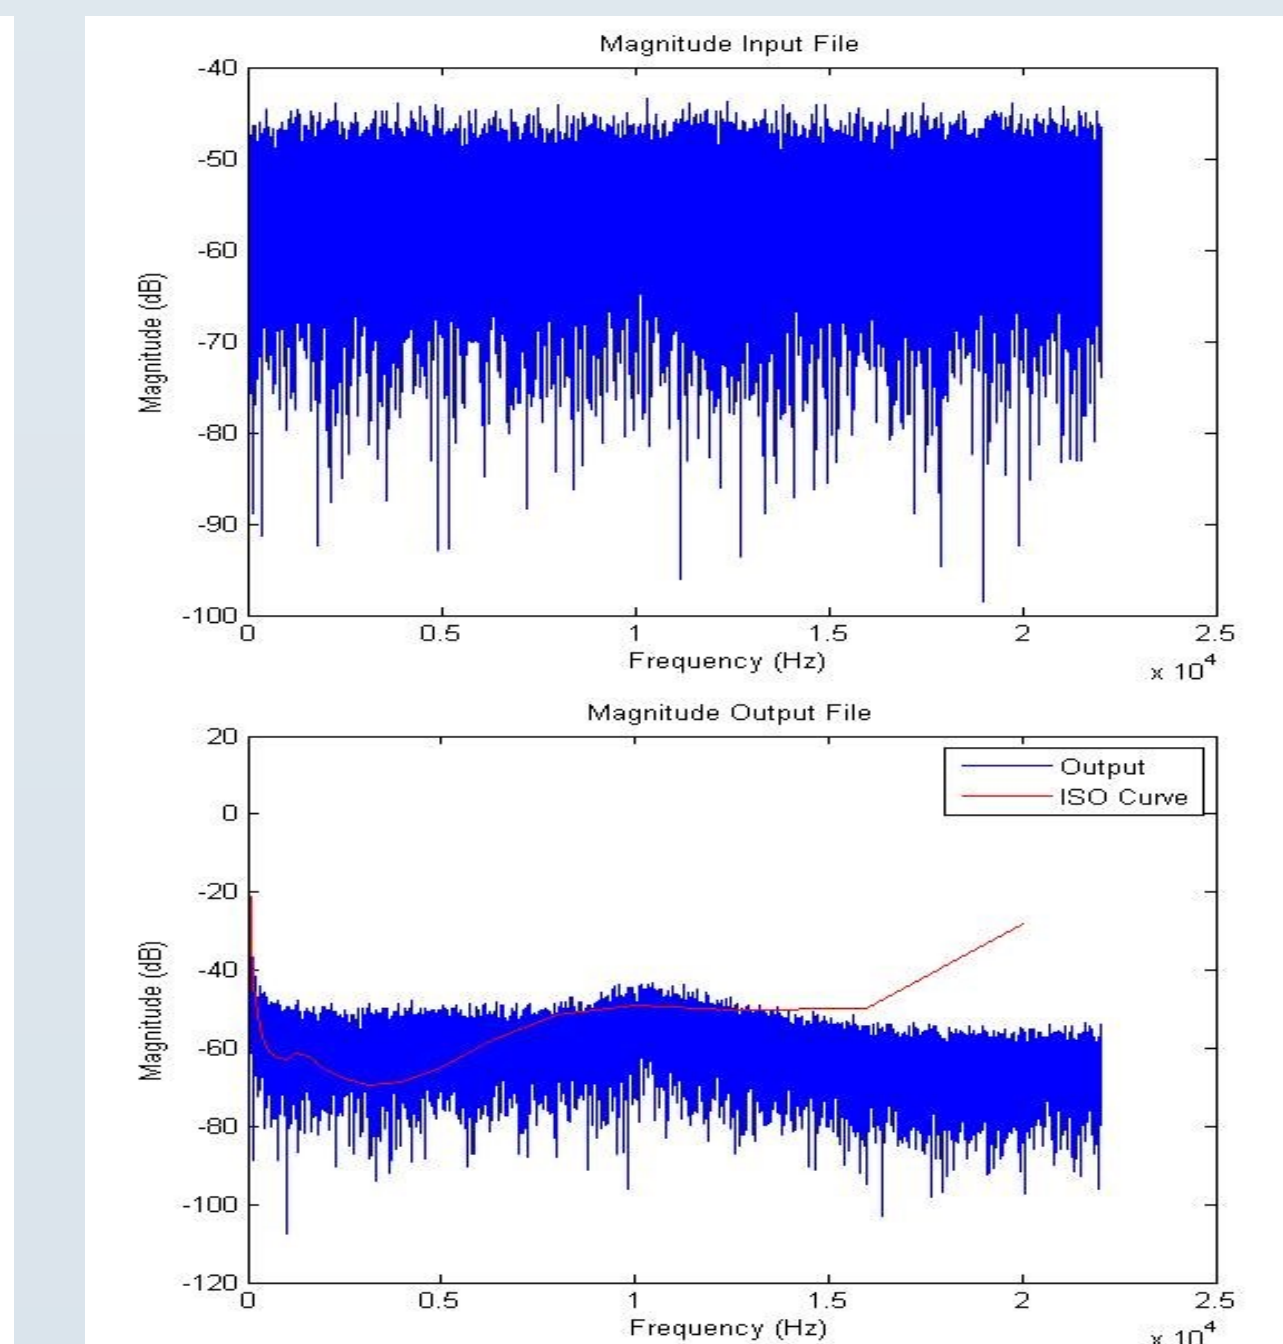 Magnitude Input File
-40
-50
-60
-70
-80
-90
-100
Magnitude (dB)
0 0.5 1 1.5 2 2.5
Frequency (Hz)
x 10^4
Magnitude Output File
20
0
-20
-40
-60
-80
-100
-120
Magnitude (dB)
Output
ISO Curve
0 0.5 1 1.5 2 2.5
Frequency (Hz)
x 10^4